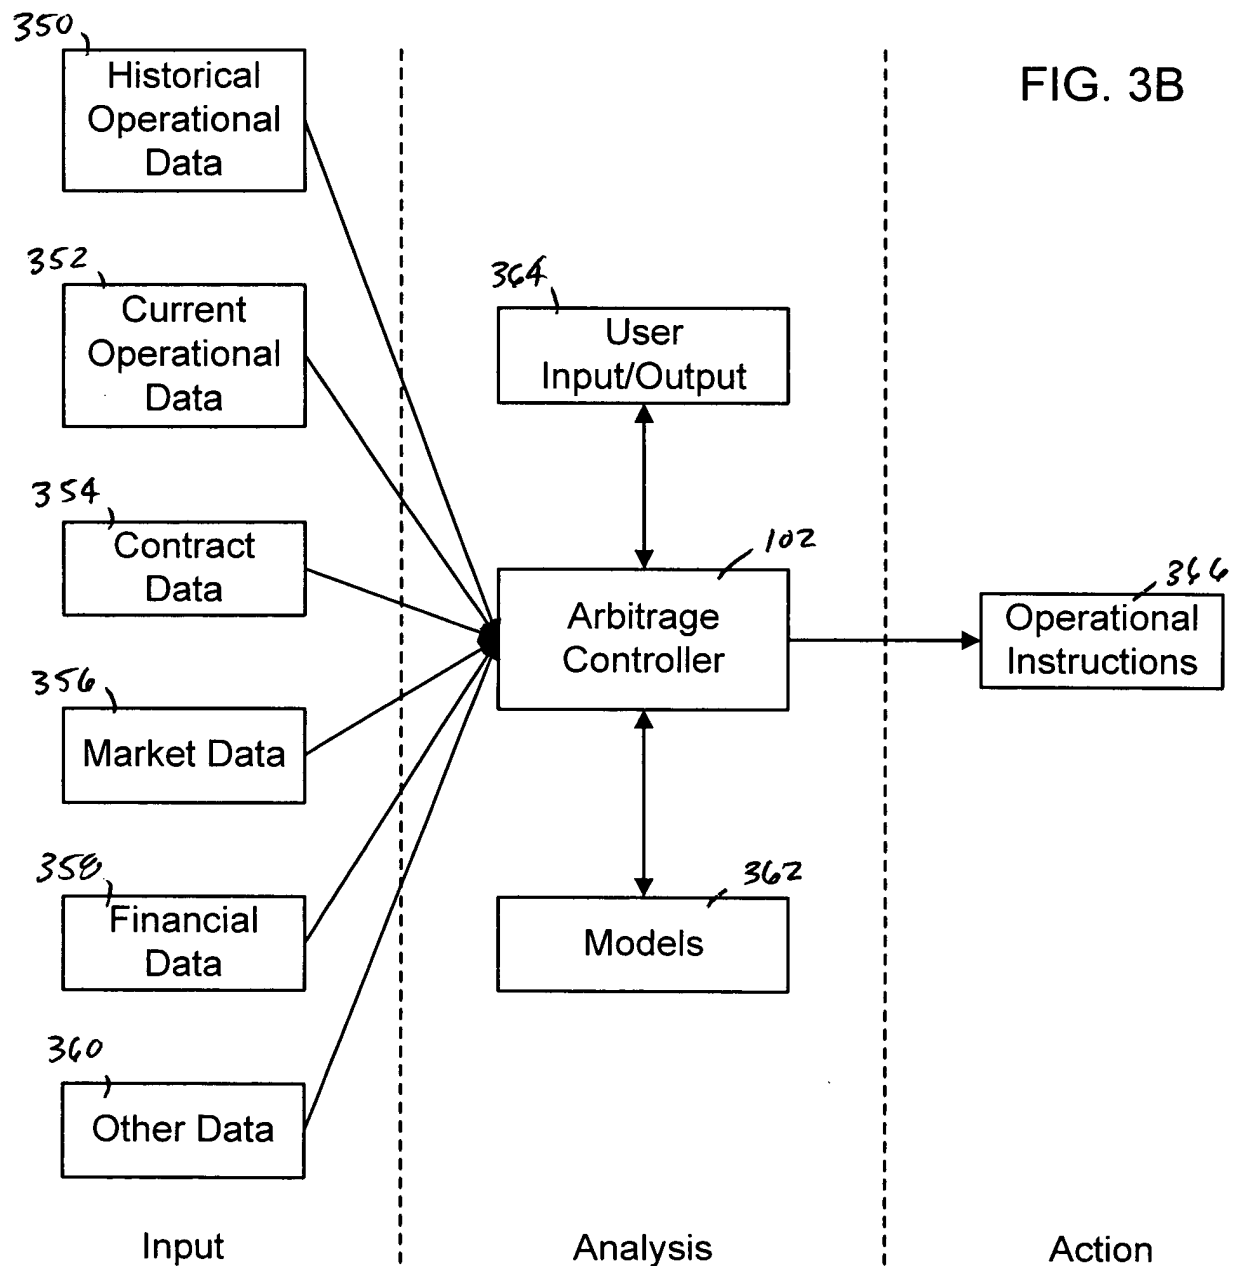 FIG. 3B
350
Historical
Operational
Data
352
Current
Operational
Data
354
Contract
Data
356
Market Data
358
Financial
Data
360
Other Data
364
User
Input/Output
102
Arbitrage
Controller
362
Models
366
Operational
Instructions
Input
Analysis
Action